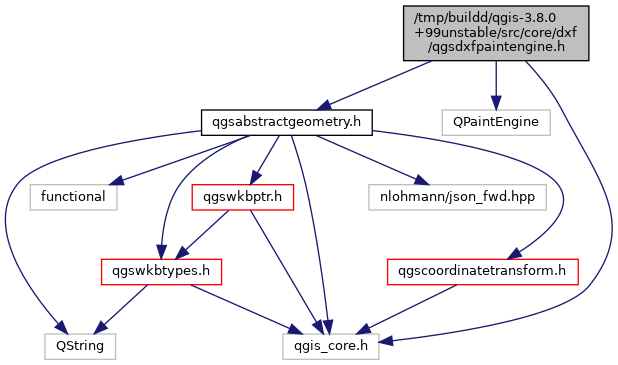 /tmp/buildd/qgis-3.8.0
+99unstable/src/core/dxf
/qgsdxfpaintengine.h
qgsabstractgeometry.h
QPaintEngine
functional
qgswkbptr.h
nlohmann/json_fwd.hpp
qgswkbtypes.h
qgscoordinatetransform.h
QString
qgis_core.h